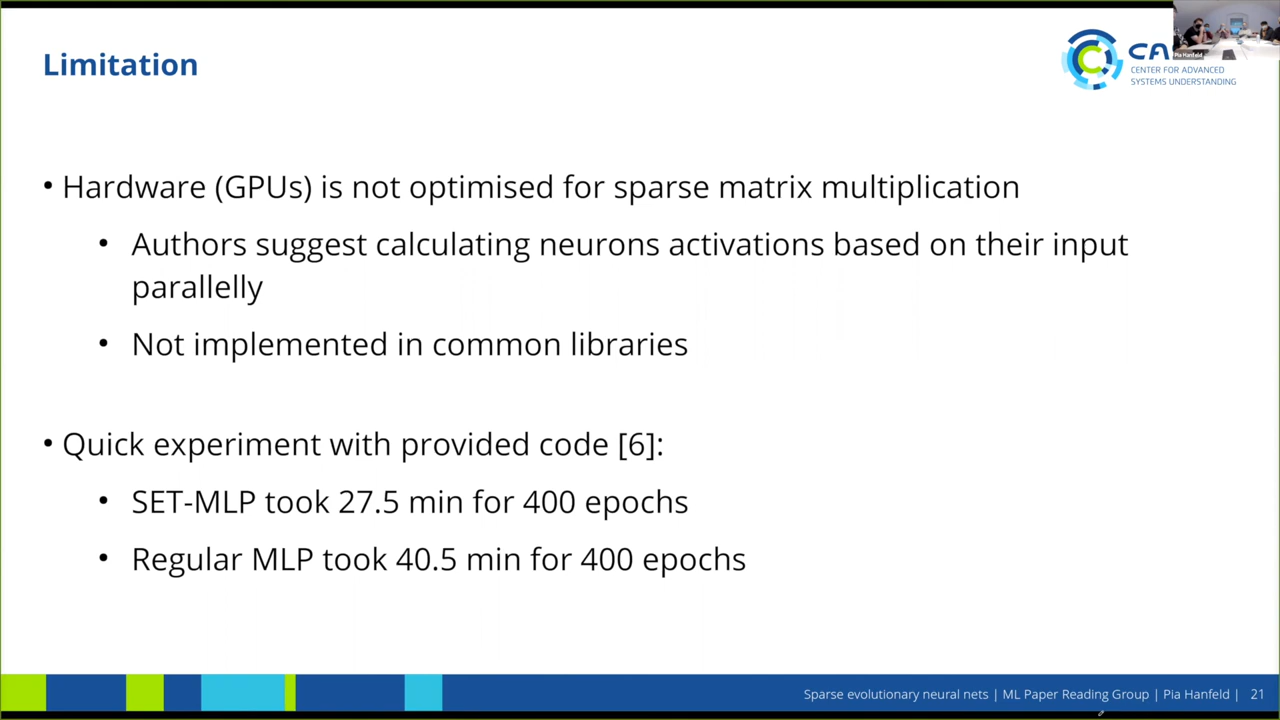 Limitation
CA
CENTER FOR ADVANCED
SYSTEMS UNDERSTANDING
Pia Hanfeld
• Hardware (GPUs) is not optimised for sparse matrix multiplication
• Authors suggest calculating neurons activations based on their input
parallelly
• Not implemented in common libraries
• Quick experiment with provided code [6]:
• SET-MLP took 27.5 min for 400 epochs
• Regular MLP took 40.5 min for 400 epochs
Sparse evolutionary neural nets | ML Paper Reading Group | Pia Hanfeld | 21